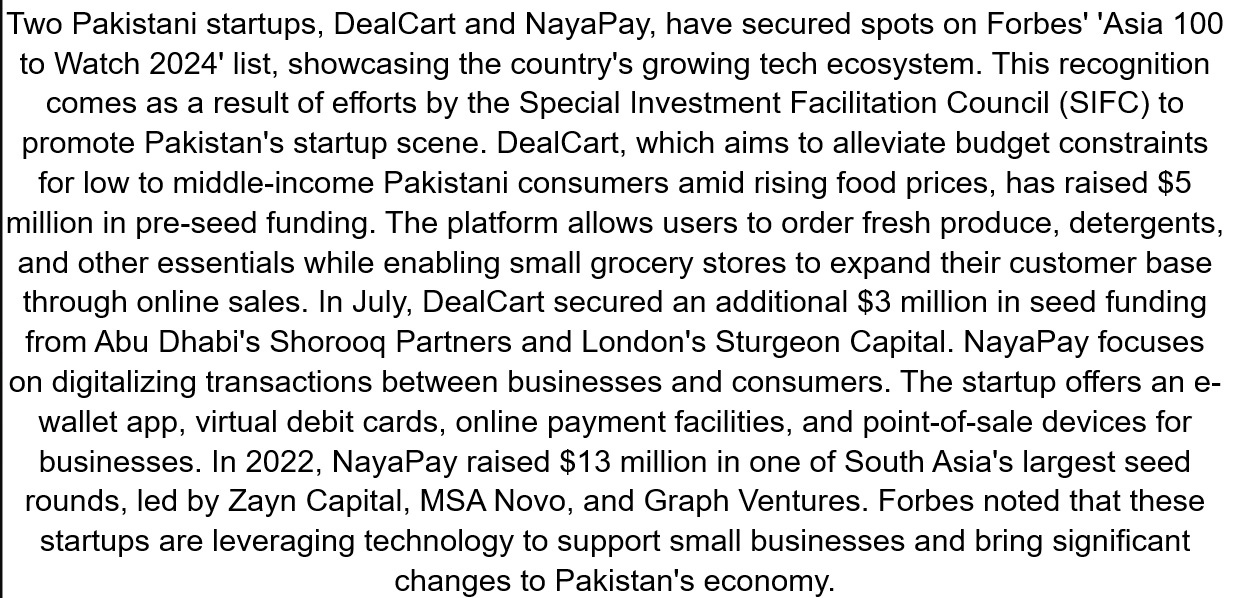 Two Pakistani startups, DealCart and NayaPay, have secured spots on Forbes' 'Asia 100
to Watch 2024' list, showcasing the country's growing tech ecosystem. This recognition
comes as a result of efforts by the Special Investment Facilitation Council (SIFC) to
promote Pakistan's startup scene. DealCart, which aims to alleviate budget constraints
for low to middle-income Pakistani consumers amid rising food prices, has raised $5
million in pre-seed funding. The platform allows users to order fresh produce, detergents,
and other essentials while enabling small grocery stores to expand their customer base
through online sales. In July, DealCart secured an additional $3 million in seed funding
from Abu Dhabi's Shorooq Partners and London's Sturgeon Capital. NayaPay focuses
on digitalizing transactions between businesses and consumers. The startup offers an e-
wallet app, virtual debit cards, online payment facilities, and point-of-sale devices for
businesses. In 2022, NayaPay raised $13 million in one of South Asia's largest seed
rounds, led by Zayn Capital, MSA Novo, and Graph Ventures. Forbes noted that these
startups are leveraging technology to support small businesses and bring significant
changes to Pakistan's economy.